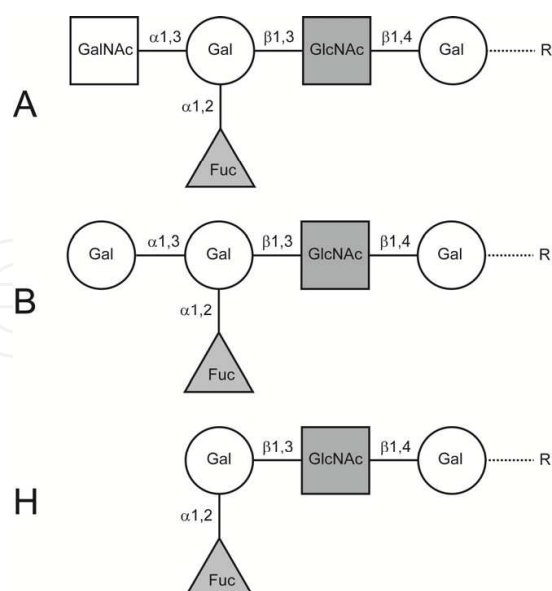 GalNAc α1,3 Gal β1,3 GlcNAc β1,4 Gal R
A
α1,2
Fuc
Gal α1,3 Gal β1,3 GlcNAc β1,4 Gal R
B
α1,2
Fuc
Gal β1,3 GlcNAc β1,4 Gal R
H
α1,2
Fuc